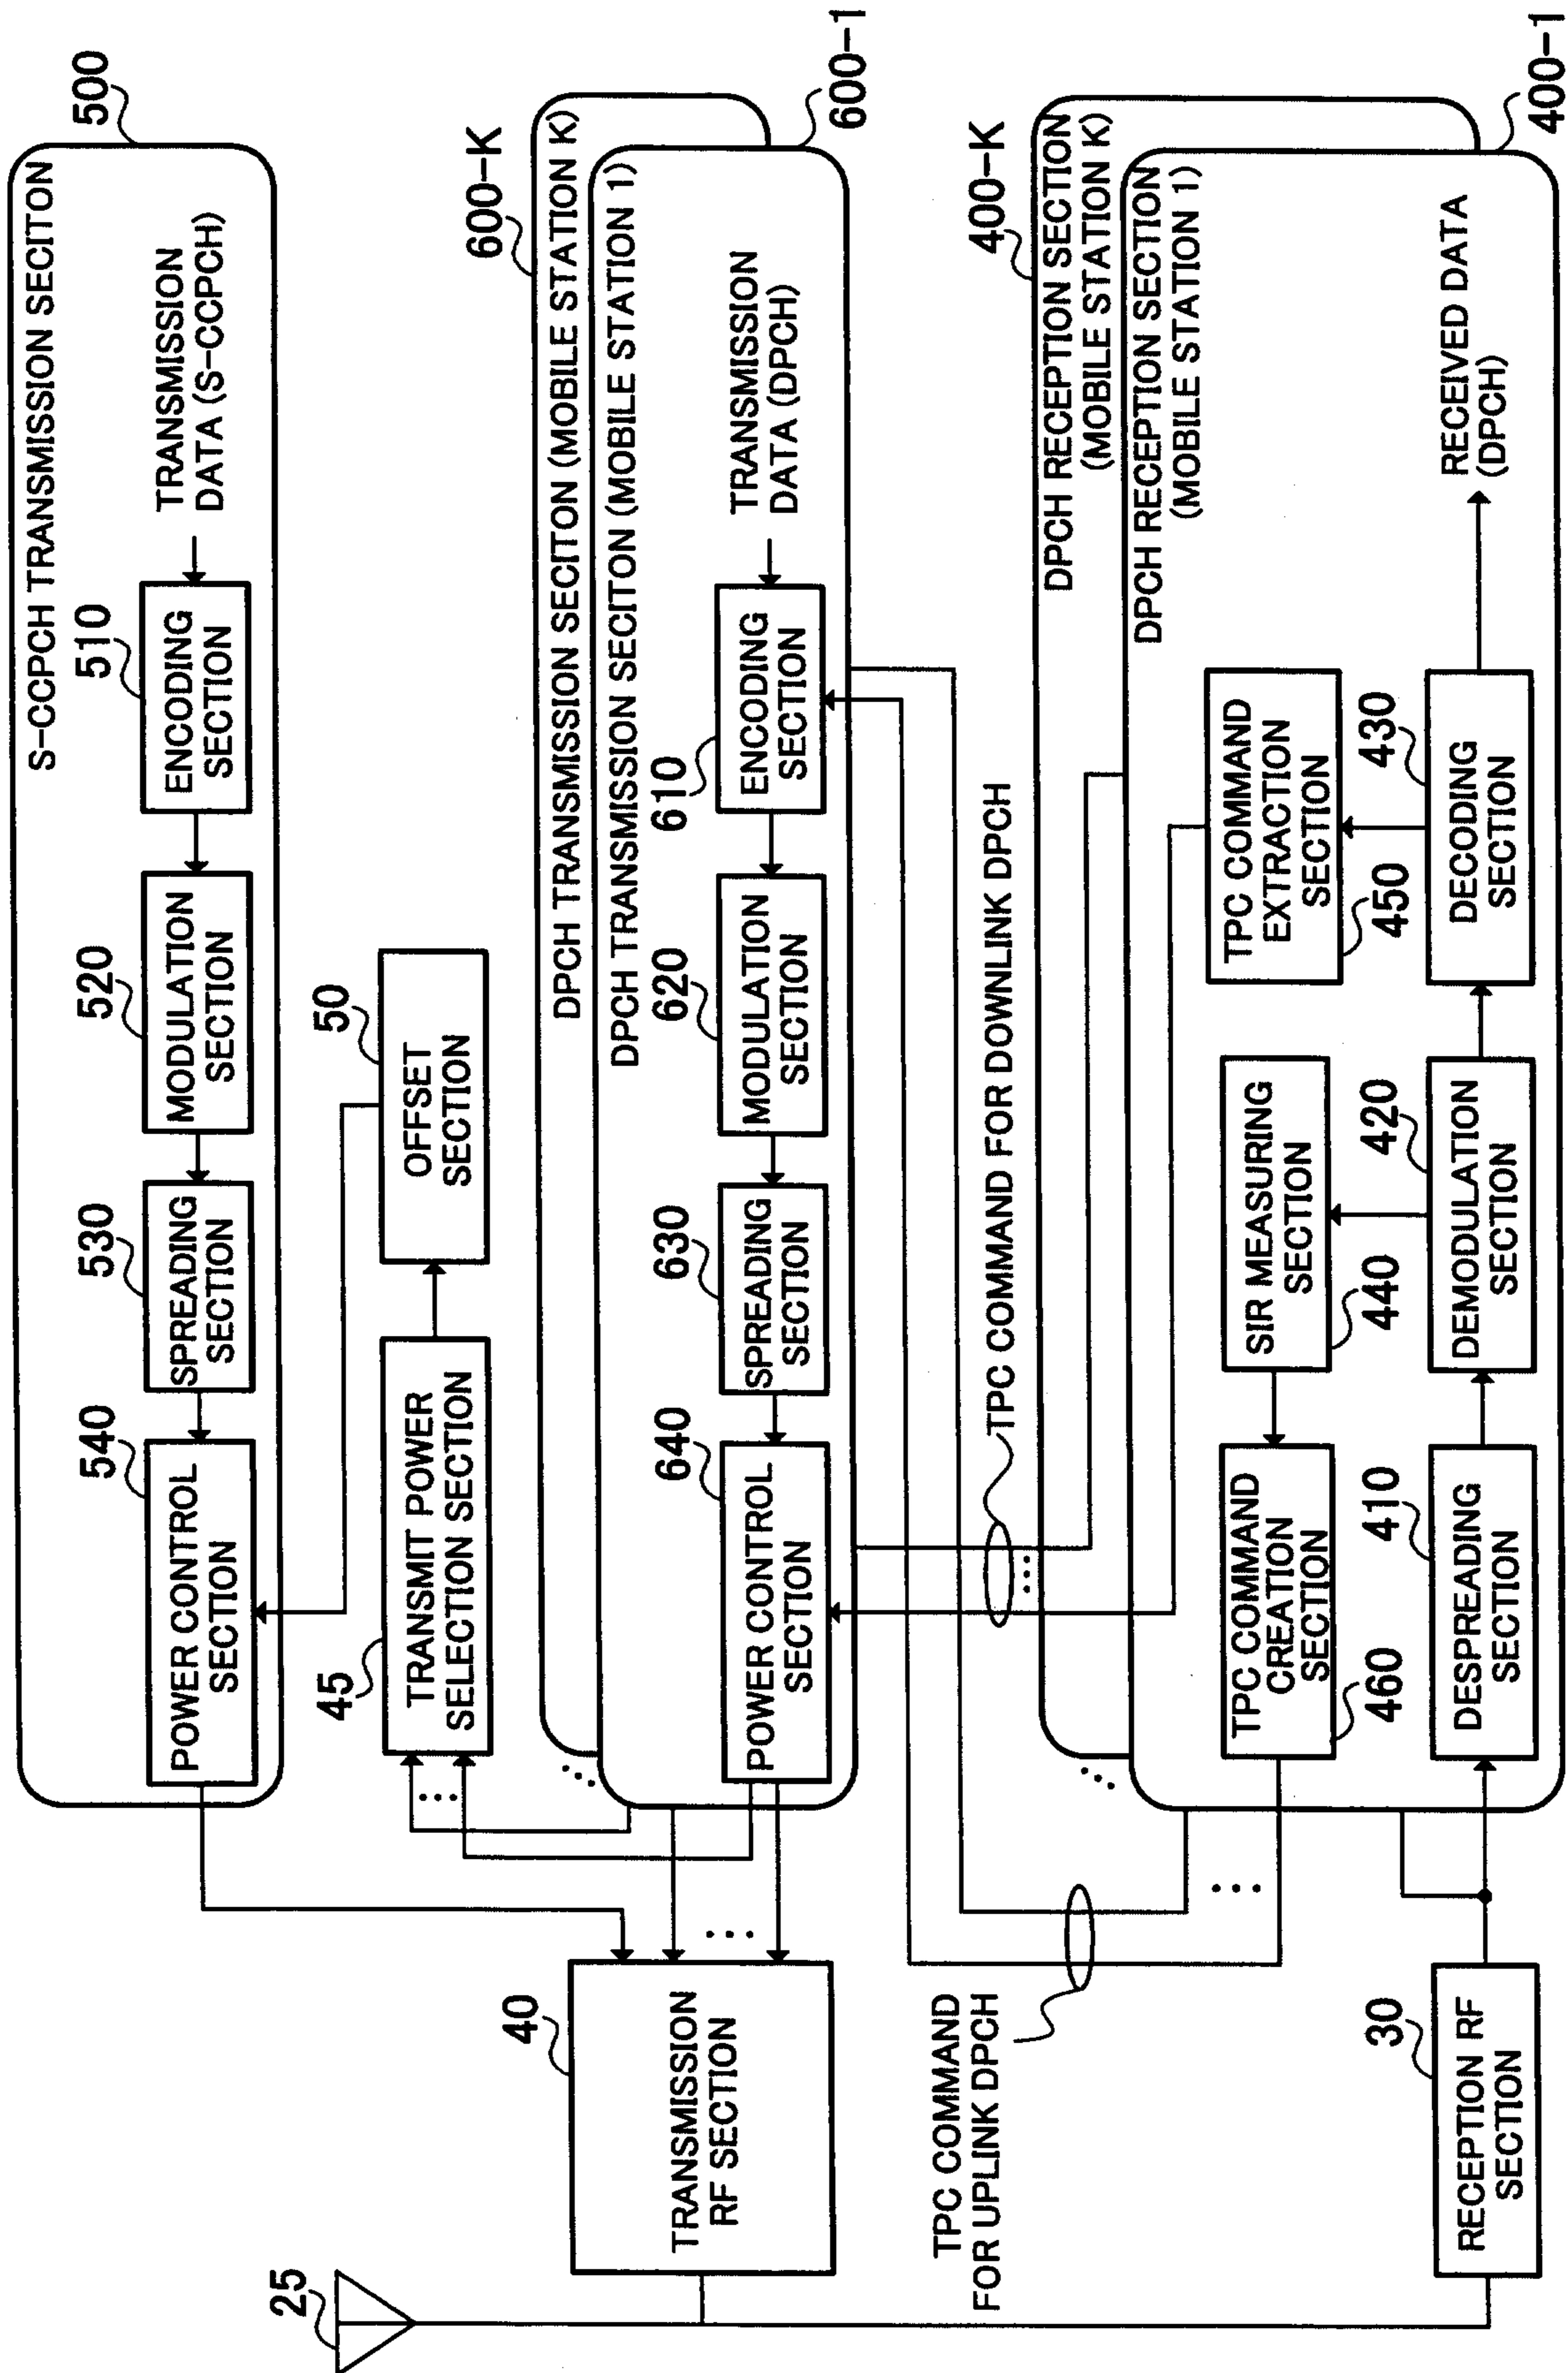 S-CCPCH TRANSMISSION SECITON
500
TRANSMISSION
DATA (S-CCPCH)
510
ENCODING
SECTION
520
MODULATION
SECTION
530
SPREADING
SECTION
540
POWER CONTROL
SECTION
50
OFFSET
SECTION
45
TRANSMIT POWER
SELECTION SECTION
600-K
DPCH TRANSMISSION SECITON (MOBILE STATION K)
DPCH TRANSMISSION SECITON (MOBILE STATION 1)
600-1
TRANSMISSION
DATA (DPCH)
610
ENCODING
SECTION
620
MODULATION
SECTION
630
SPREADING
SECTION
640
POWER CONTROL
SECTION
40
TRANSMISSION
RF SECTION
25
TPC COMMAND
FOR UPLINK DPCH
TPC COMMAND FOR DOWNLINK DPCH
400-K
DPCH RECEPTION SECTION
(MOBILE STATION K)
DPCH RECEPTION SECTION
(MOBILE STATION 1)
400-1
TPC COMMAND
EXTRACTION
SECTION
450
SIR MEASURING
SECTION
440
TPC COMMAND
CREATION
SECTION
460
RECEIVED DATA
(DPCH)
430
DECODING
SECTION
420
DEMODULATION
SECTION
410
DESPREADING
SECTION
30
RECEPTION RF
SECTION